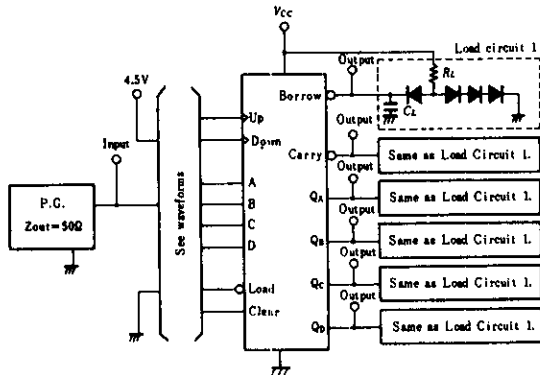 VCC
Output
Load circuit 1
RL
4.5V
Borrow
CL
Output
Up
Input
Down
Carry
Same as Load Circuit 1.
Output
P.G.
Zout=50Ω
See waveforms
A
QA
Same as Load Circuit 1.
B
Output
C
QB
Same as Load Circuit 1.
D
Output
Load
QC
Same as Load Circuit 1.
Clear
Output
QD
Same as Load Circuit 1.